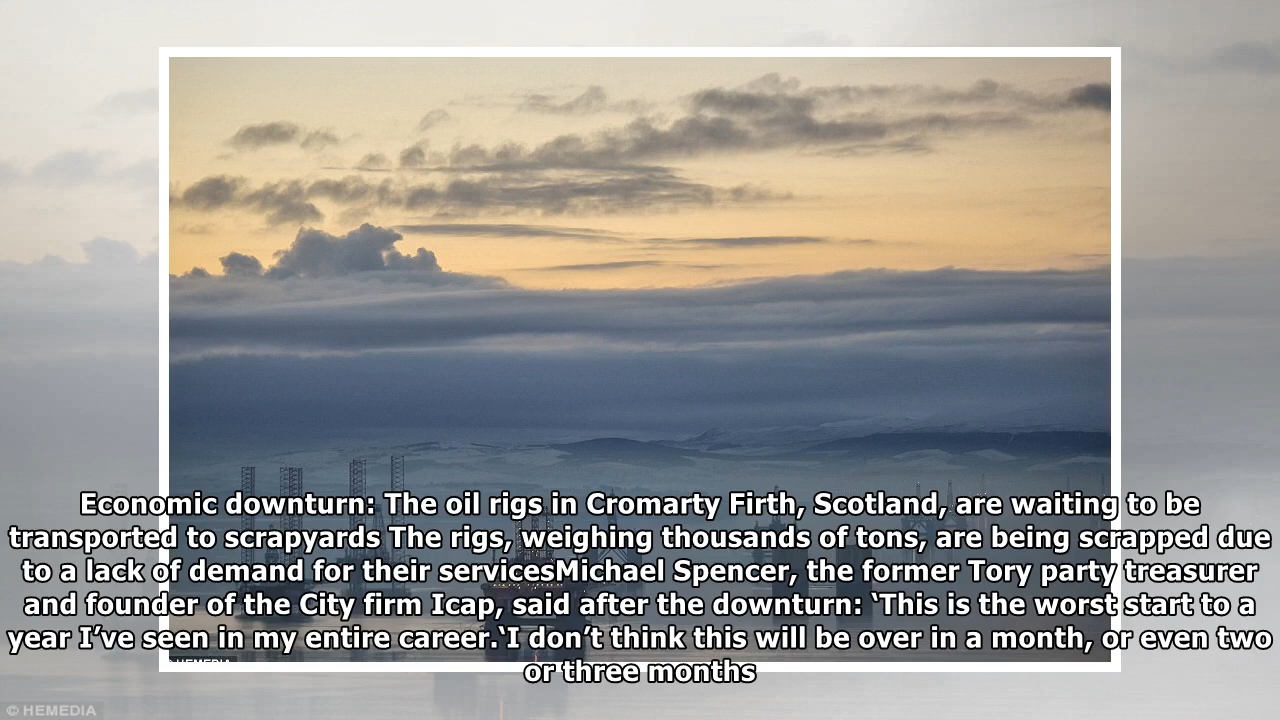 Economic downturn: The oil rigs in Cromarty Firth, Scotland, are waiting to be
transported to scrapyards The rigs, weighing thousands of tons, are being scrapped due
to a lack of demand for their servicesMichael Spencer, the former Tory party treasurer
and founder of the City firm Icap, said after the downturn: ‘This is the worst start to a
year I’ve seen in my entire career.‘I don’t think this will be over in a month, or even two
or three months
© HEMEDIA
© HEMEDIA